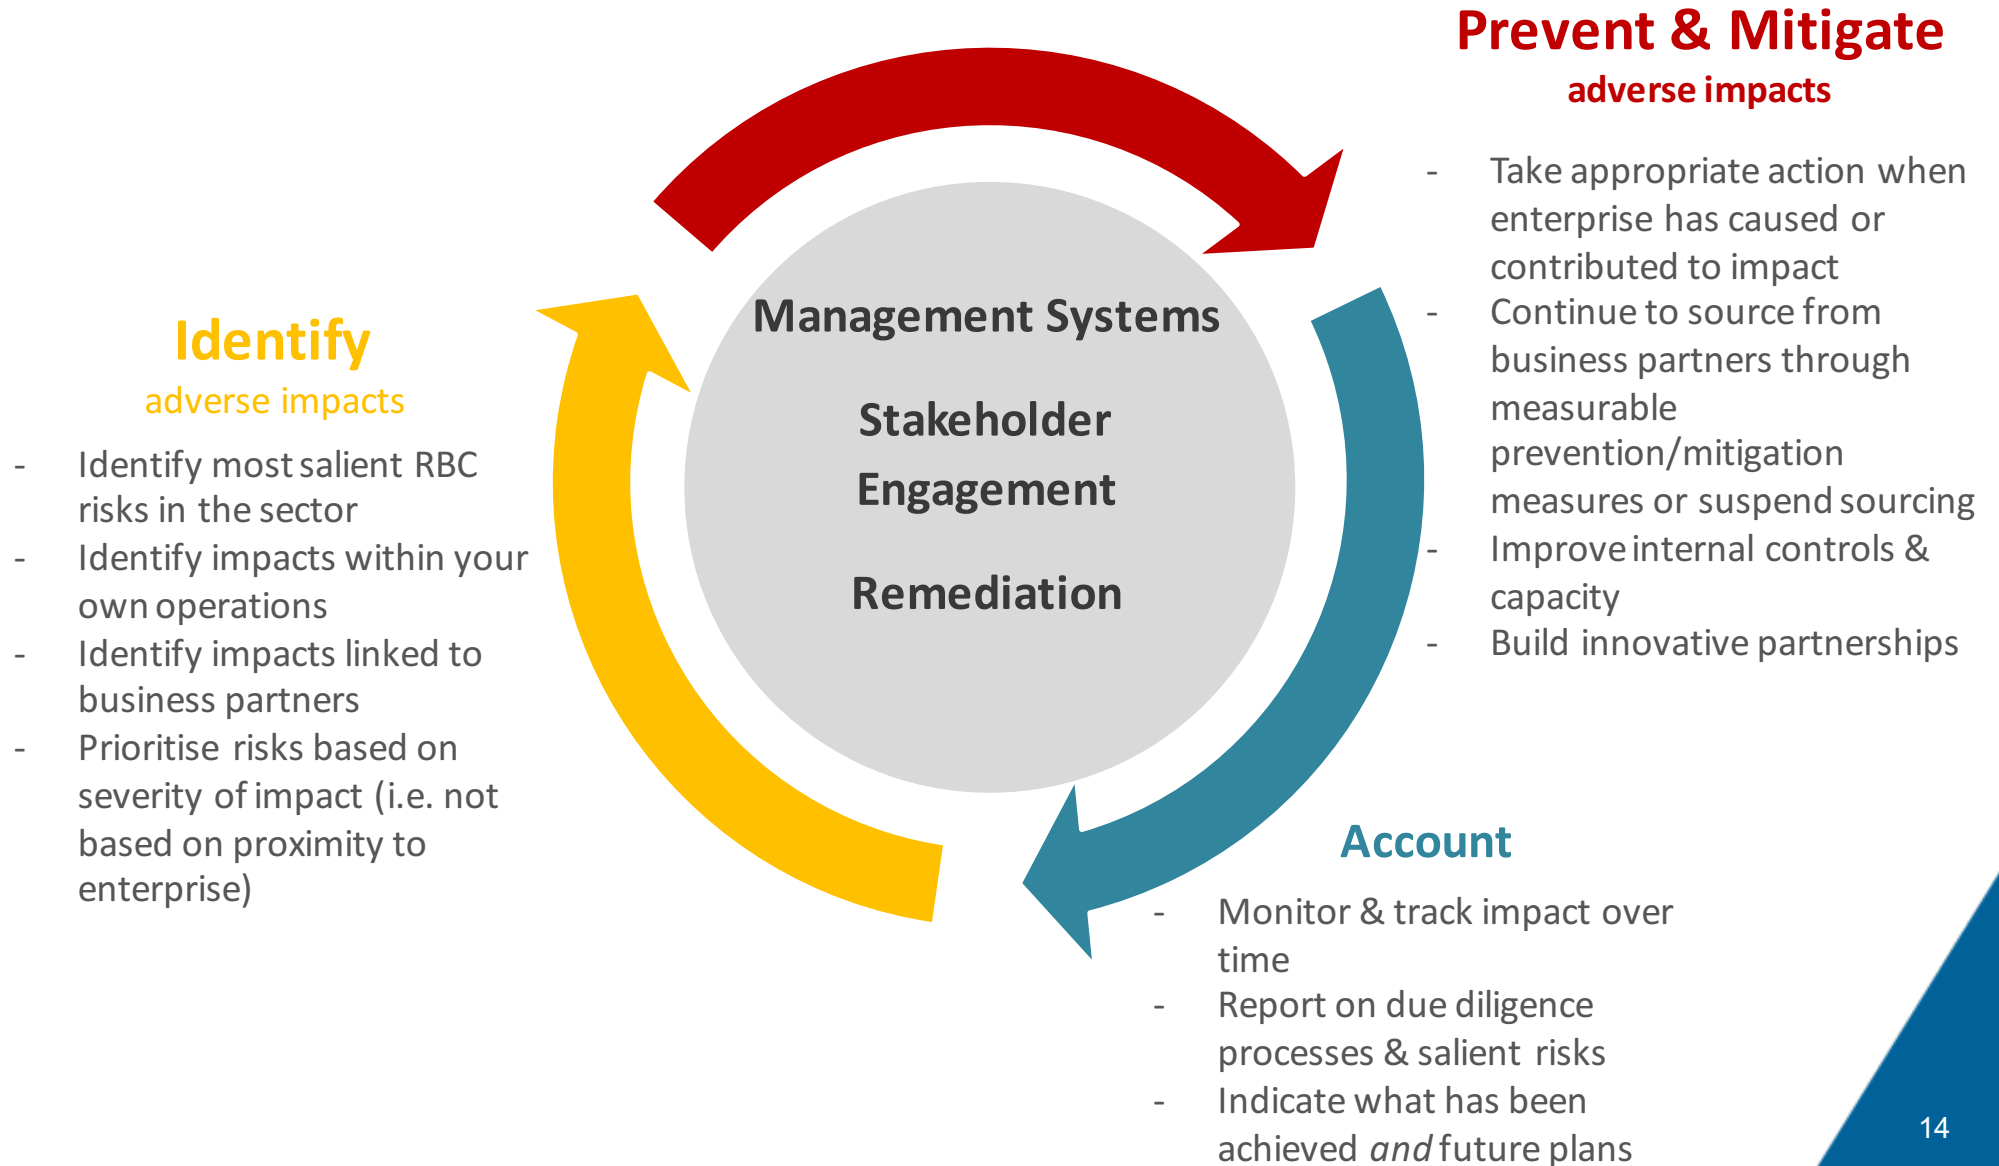 Prevent & Mitigate
adverse impacts
- Take appropriate action when
enterprise has caused or
contributed to impact
- Continue to source from
business partners through
measurable
prevention/mitigation
measures or suspend sourcing
- Improve internal controls &
capacity
- Build innovative partnerships
Management Systems
Stakeholder
Engagement
Remediation
Identify
adverse impacts
- Identify most salient RBC
risks in the sector
- Identify impacts within your
own operations
- Identify impacts linked to
business partners
- Prioritise risks based on
severity of impact (i.e. not
based on proximity to
enterprise)
Account
- Monitor & track impact over
time
- Report on due diligence
processes & salient risks
- Indicate what has been
achieved and future plans
14